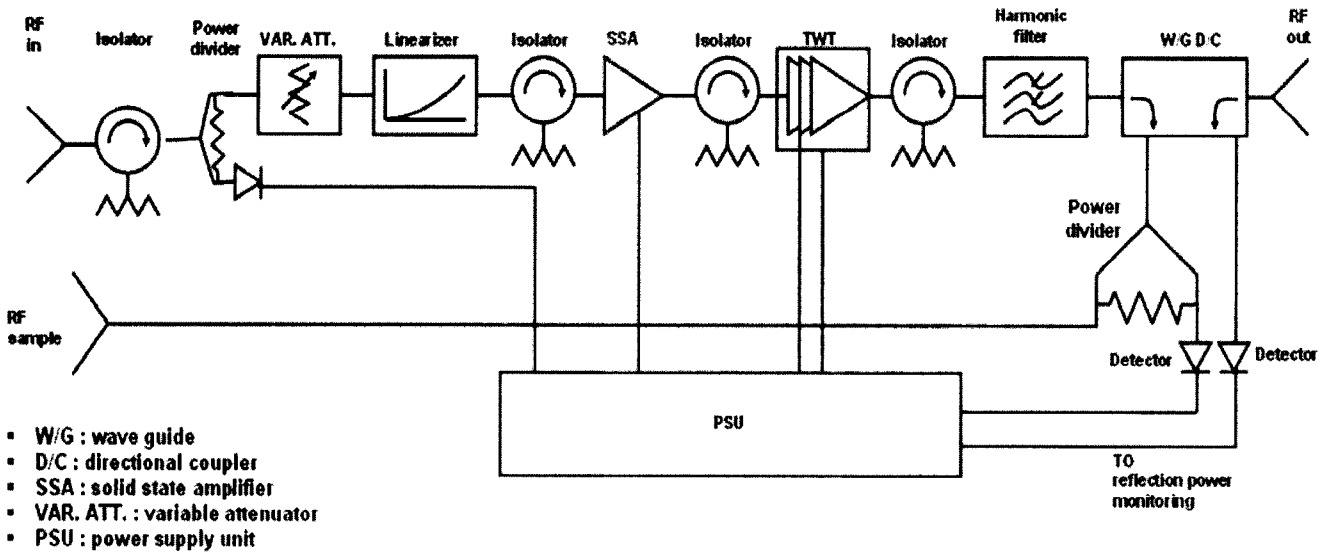 RF
in
Isolator
Power
divider
VAR. ATT.
Linearizer
Isolator
SSA
Isolator
TWT
Isolator
Harmonic
filter
W/G D/C
RF
out
Power
divider
RF
sample
Detector
Detector
PSU
TO
reflection power
monitoring
▪ W/G : wave guide
▪ D/C : directional coupler
▪ SSA : solid state amplifier
▪ VAR. ATT. : variable attenuator
▪ PSU : power supply unit